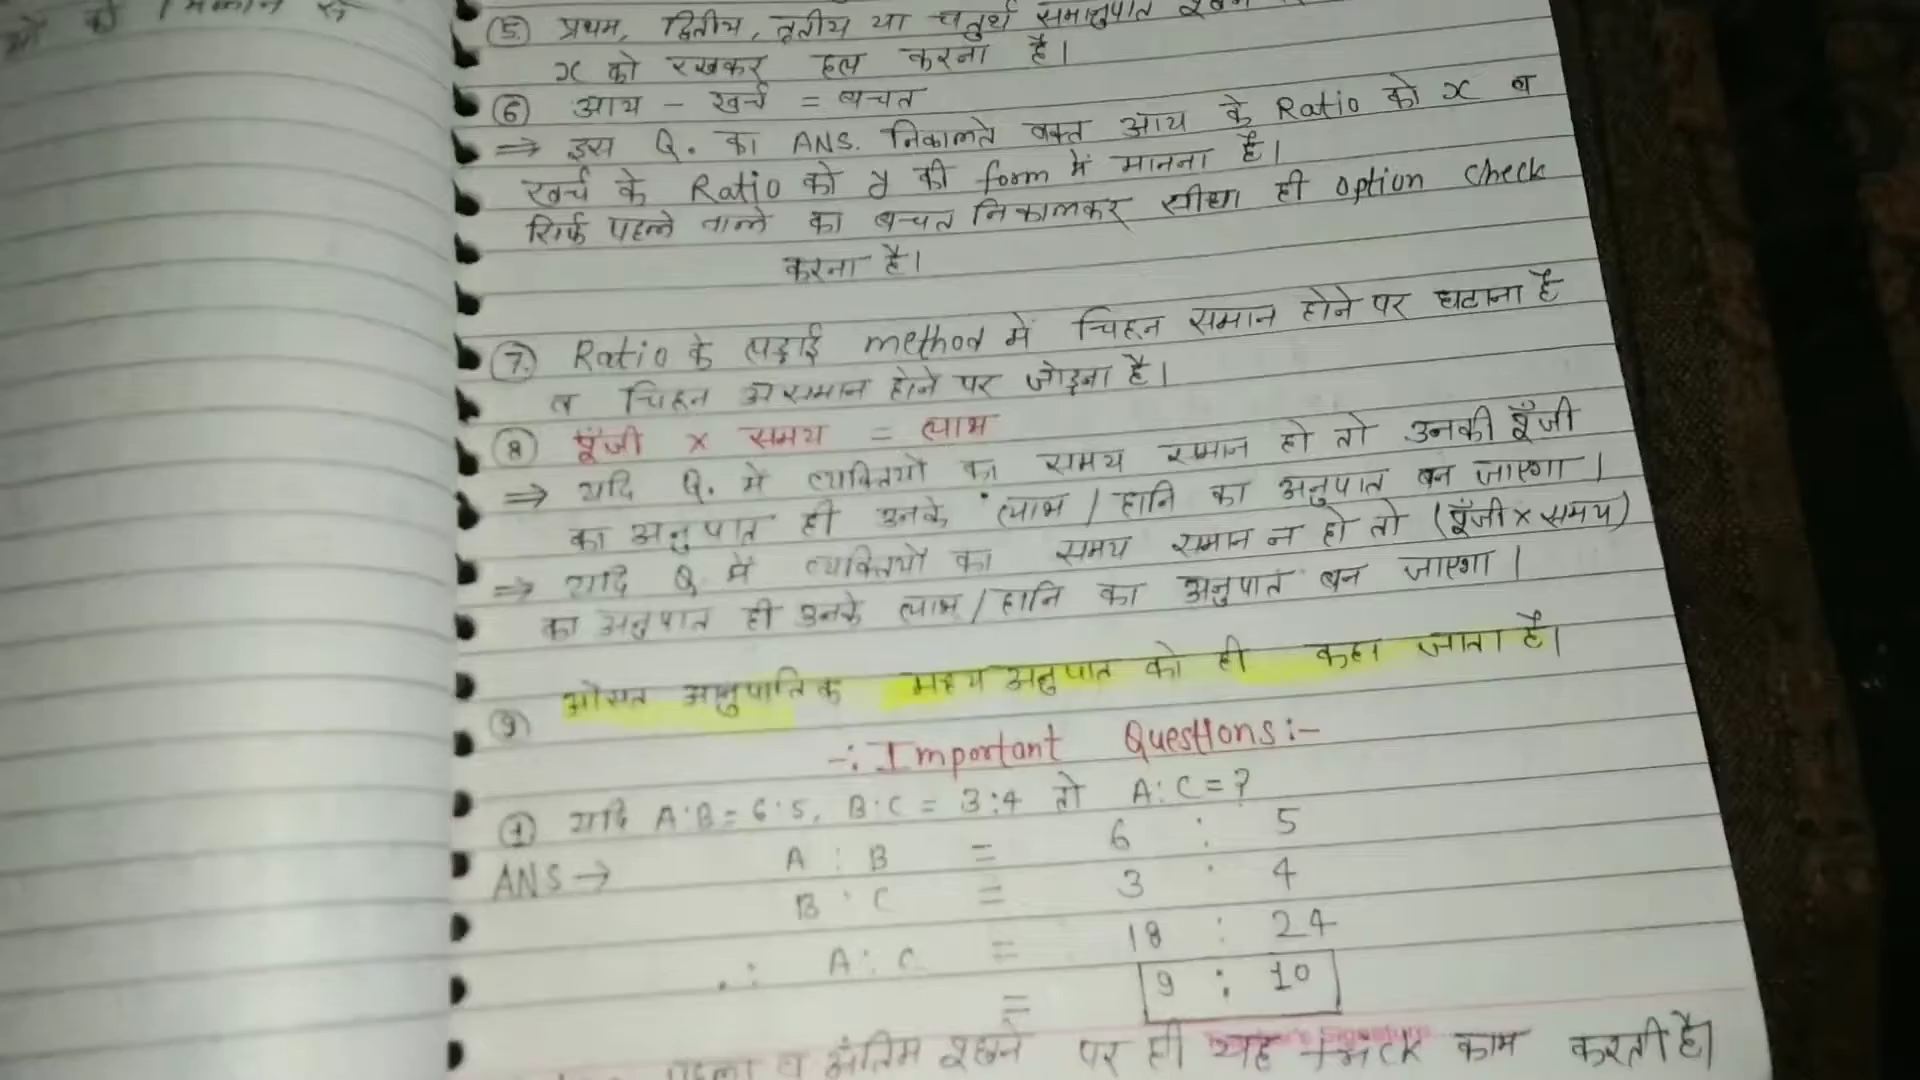 ⑤ प्रथम, द्वितीय, तृतीय या चतुर्थ समानुपात
x को रखकर हल करना है।
⑥ आय - खर्च = बचत
⇒ इस Q. का ANS. निकालते वक्त आय के Ratio को x व
खर्च के Ratio को y की form में मानना है।
सिर्फ पहले वाले का बचत निकालकर सीधा ही option check
करना है।
⑦ Ratio के लड़ाई method में चिहन समान होने पर घटाना है
व चिहन असमान होने पर जोड़ना है।
⑧ पूँजी × समय = लाभ
⇒ यदि Q. में व्यक्तियों का समय समान हो तो उनकी पूँजी
का अनुपात ही उनके लाभ / हानि का अनुपात बन जाएगा।
⇒ यदि Q. में व्यक्तियों का समय समान न हो तो (पूँजी × समय)
का अनुपात ही उनके लाभ / हानि का अनुपात बन जाएगा।
⑨ औसत आनुपातिक मध्य अनुपात को ही कहा जाता है।
-: Important Questions:-
① यदि A:B = 6:5, B:C = 3:4 तो A:C = ?
ANS → A : B = 6 : 5
B : C = 3 : 4
∴ A : C = 18 : 24
= 9 : 10
व अंतिम पर ही यह trick काम करती है।